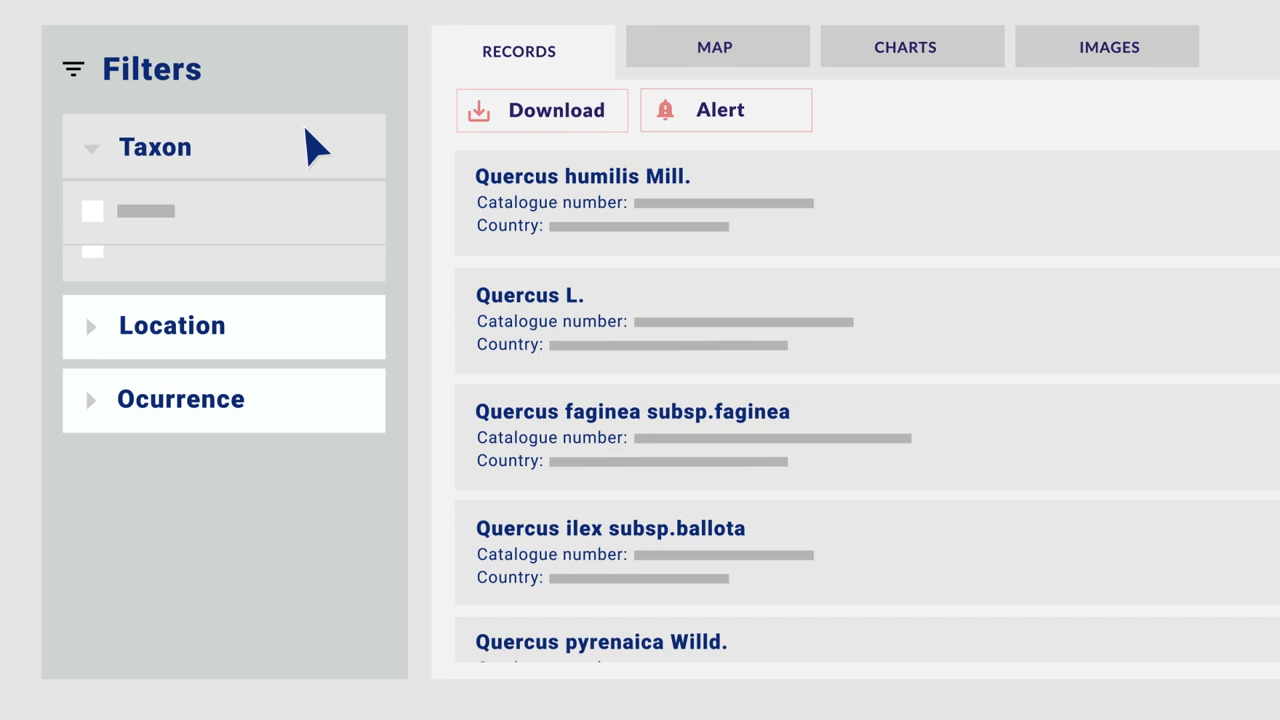 Filters
Taxon
Location
Ocurrence
RECORDS
MAP
CHARTS
IMAGES
Download
Alert
Quercus humilis Mill.
Catalogue number:
Country:
Quercus L.
Catalogue number:
Country:
Quercus faginea subsp.faginea
Catalogue number:
Country:
Quercus ilex subsp.ballota
Catalogue number:
Country:
Quercus pyrenaica Willd.